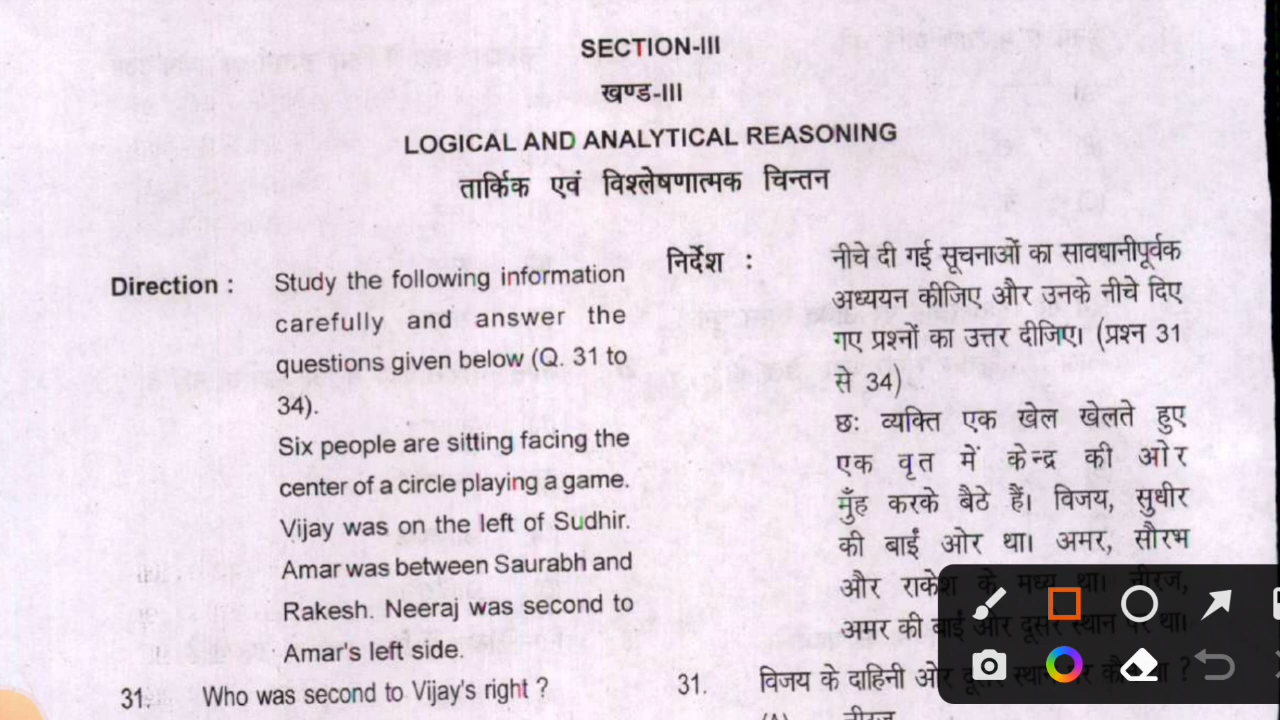 SECTION-III
खण्ड-III
LOGICAL AND ANALYTICAL REASONING
तार्किक एवं विश्लेषणात्मक चिन्तन
Direction : Study the following information
carefully and answer the
questions given below (Q. 31 to
34).
Six people are sitting facing the
center of a circle playing a game.
Vijay was on the left of Sudhir.
Amar was between Saurabh and
Rakesh. Neeraj was second to
Amar's left side.
31. Who was second to Vijay's right ?
निर्देश : नीचे दी गई सूचनाओं का सावधानीपूर्वक
अध्ययन कीजिए और उनके नीचे दिए
गए प्रश्नों का उत्तर दीजिए। (प्रश्न 31
से 34)
छः व्यक्ति एक खेल खेलते हुए
एक वृत में केन्द्र की ओर
मुँह करके बैठे हैं। विजय, सुधीर
की बाईं ओर था। अमर, सौरभ
और राकेश के मध्य था। नीरज,
अमर की बाईं ओर दूसरे स्थान पर था।
31. विजय के दाहिनी ओर दूसरे स्थान पर कौन था ?
(A) नीरज